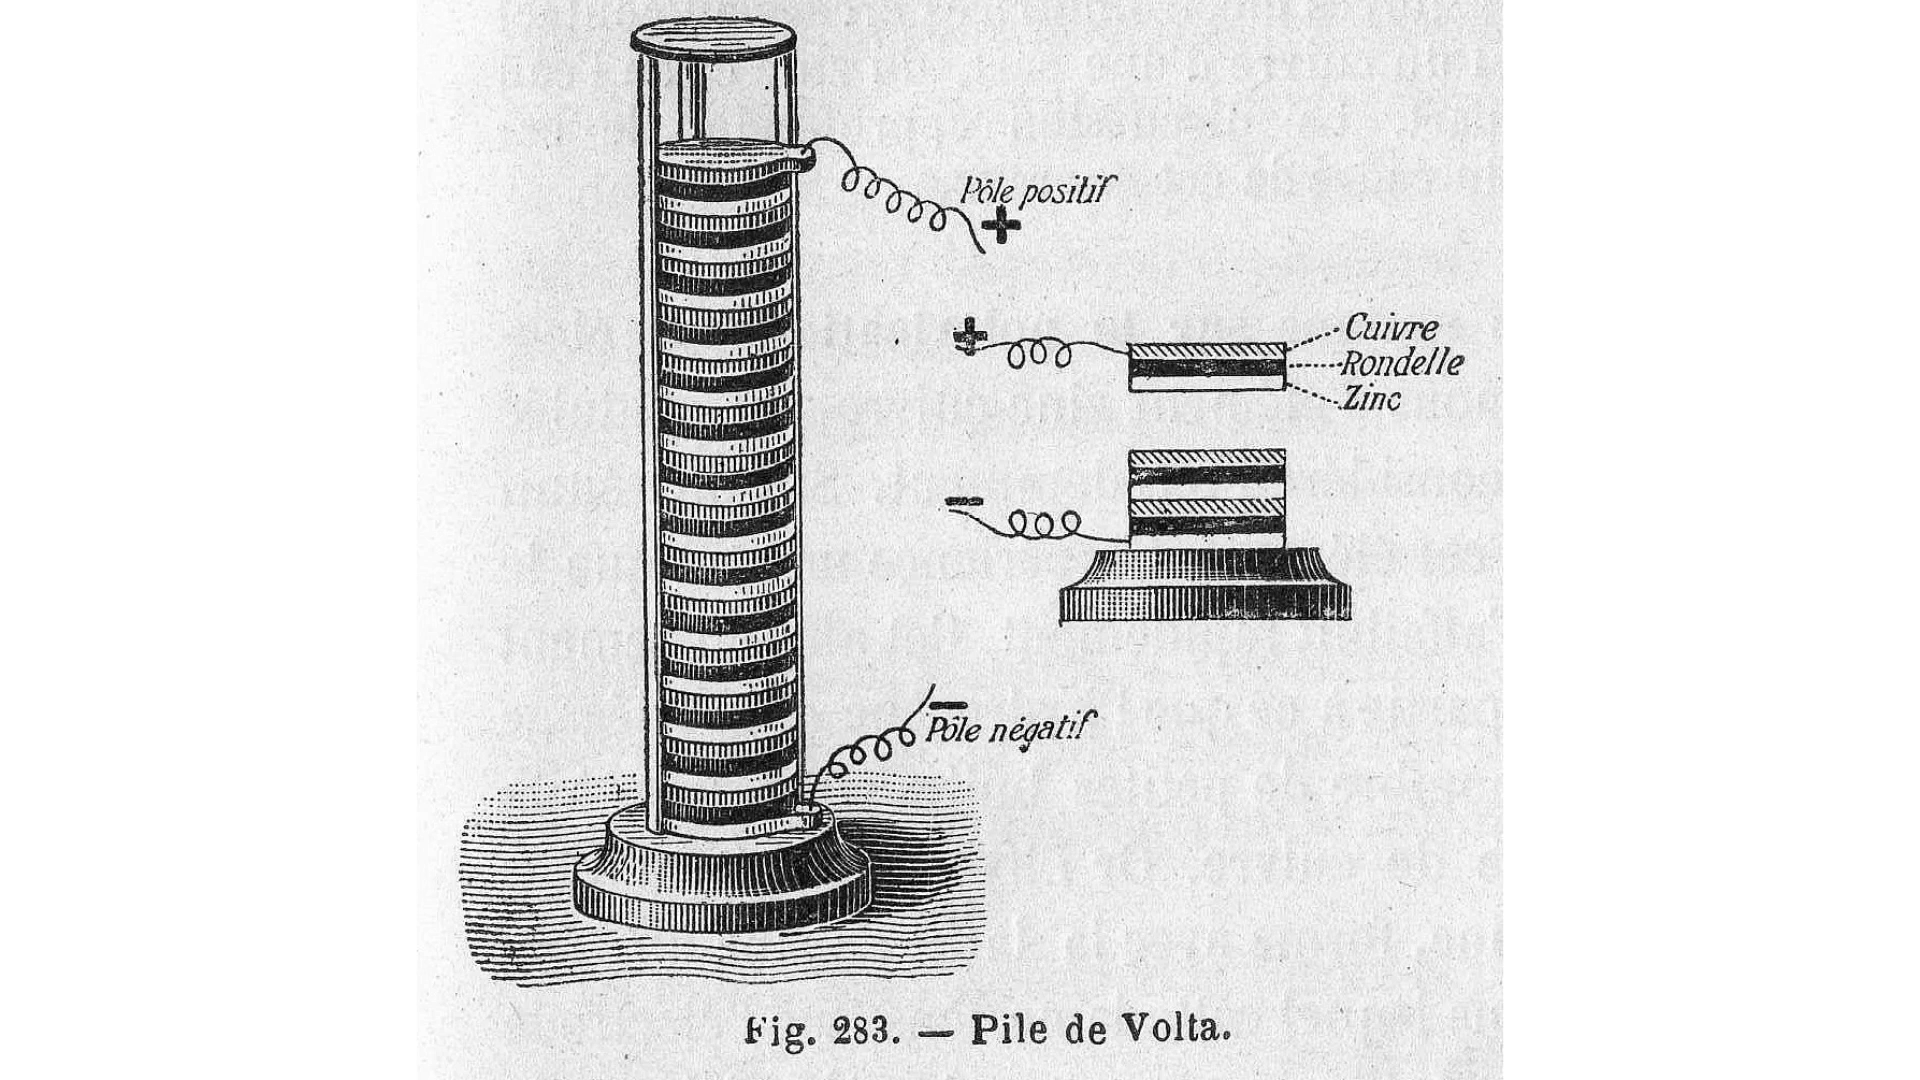 Pôle positif
+
+
Cuivre
Rondelle
Zinc
−
−
Pôle négatif
Fig. 283. — Pile de Volta.